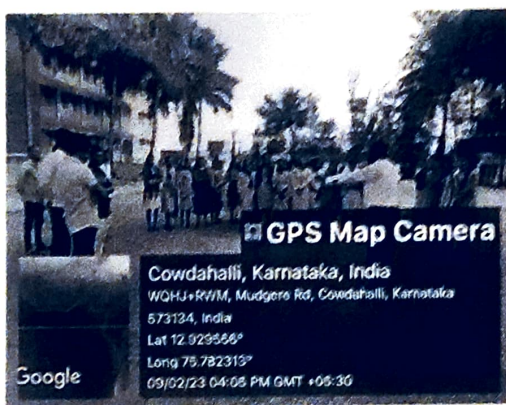 GPS Map Camera
Cowdahalli, Karnataka, India
WQHJ+RWM, Mudgere Rd, Cowdahalli, Karnataka
573134, India
Lat 12.929566°
Long 75.782313°
09/02/23 04:06 PM GMT +05:30
Google